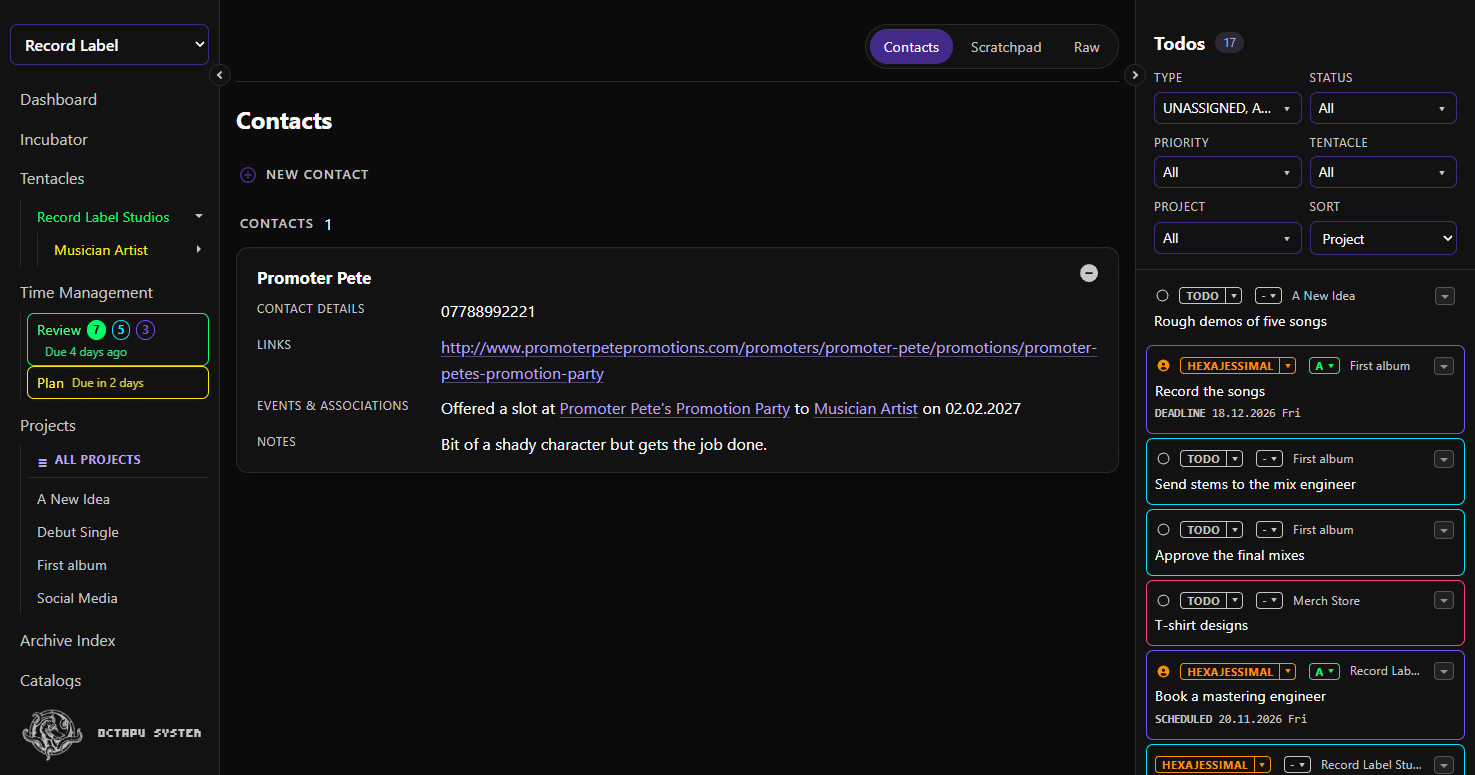 Record Label
Dashboard
Incubator
Tentacles
Record Label Studios
Musician Artist
Time Management
Review 7 5 3
Due 4 days ago
Plan Due in 2 days
Projects
ALL PROJECTS
A New Idea
Debut Single
First album
Social Media
Archive Index
Catalogs
OCTAPU SYSTEM
Contacts Scratchpad Raw
Contacts
NEW CONTACT
CONTACTS 1
Promoter Pete
CONTACT DETAILS 07788992221
LINKS http://www.promoterpetepromotions.com/promoters/promoter-pete/promotions/promoter-
petes-promotion-party
EVENTS & ASSOCIATIONS Offered a slot at Promoter Pete's Promotion Party to Musician Artist on 02.02.2027
NOTES Bit of a shady character but gets the job done.
Todos 17
TYPE STATUS
UNASSIGNED, A... All
PRIORITY TENTACLE
All All
PROJECT SORT
All Project
TODO - A New Idea
Rough demos of five songs
HEXAJESSIMAL A First album
Record the songs
DEADLINE 18.12.2026 Fri
TODO - First album
Send stems to the mix engineer
TODO - First album
Approve the final mixes
TODO - Merch Store
T-shirt designs
HEXAJESSIMAL A Record Lab...
Book a mastering engineer
SCHEDULED 20.11.2026 Fri
HEXAJESSIMAL - Record Label Stu...